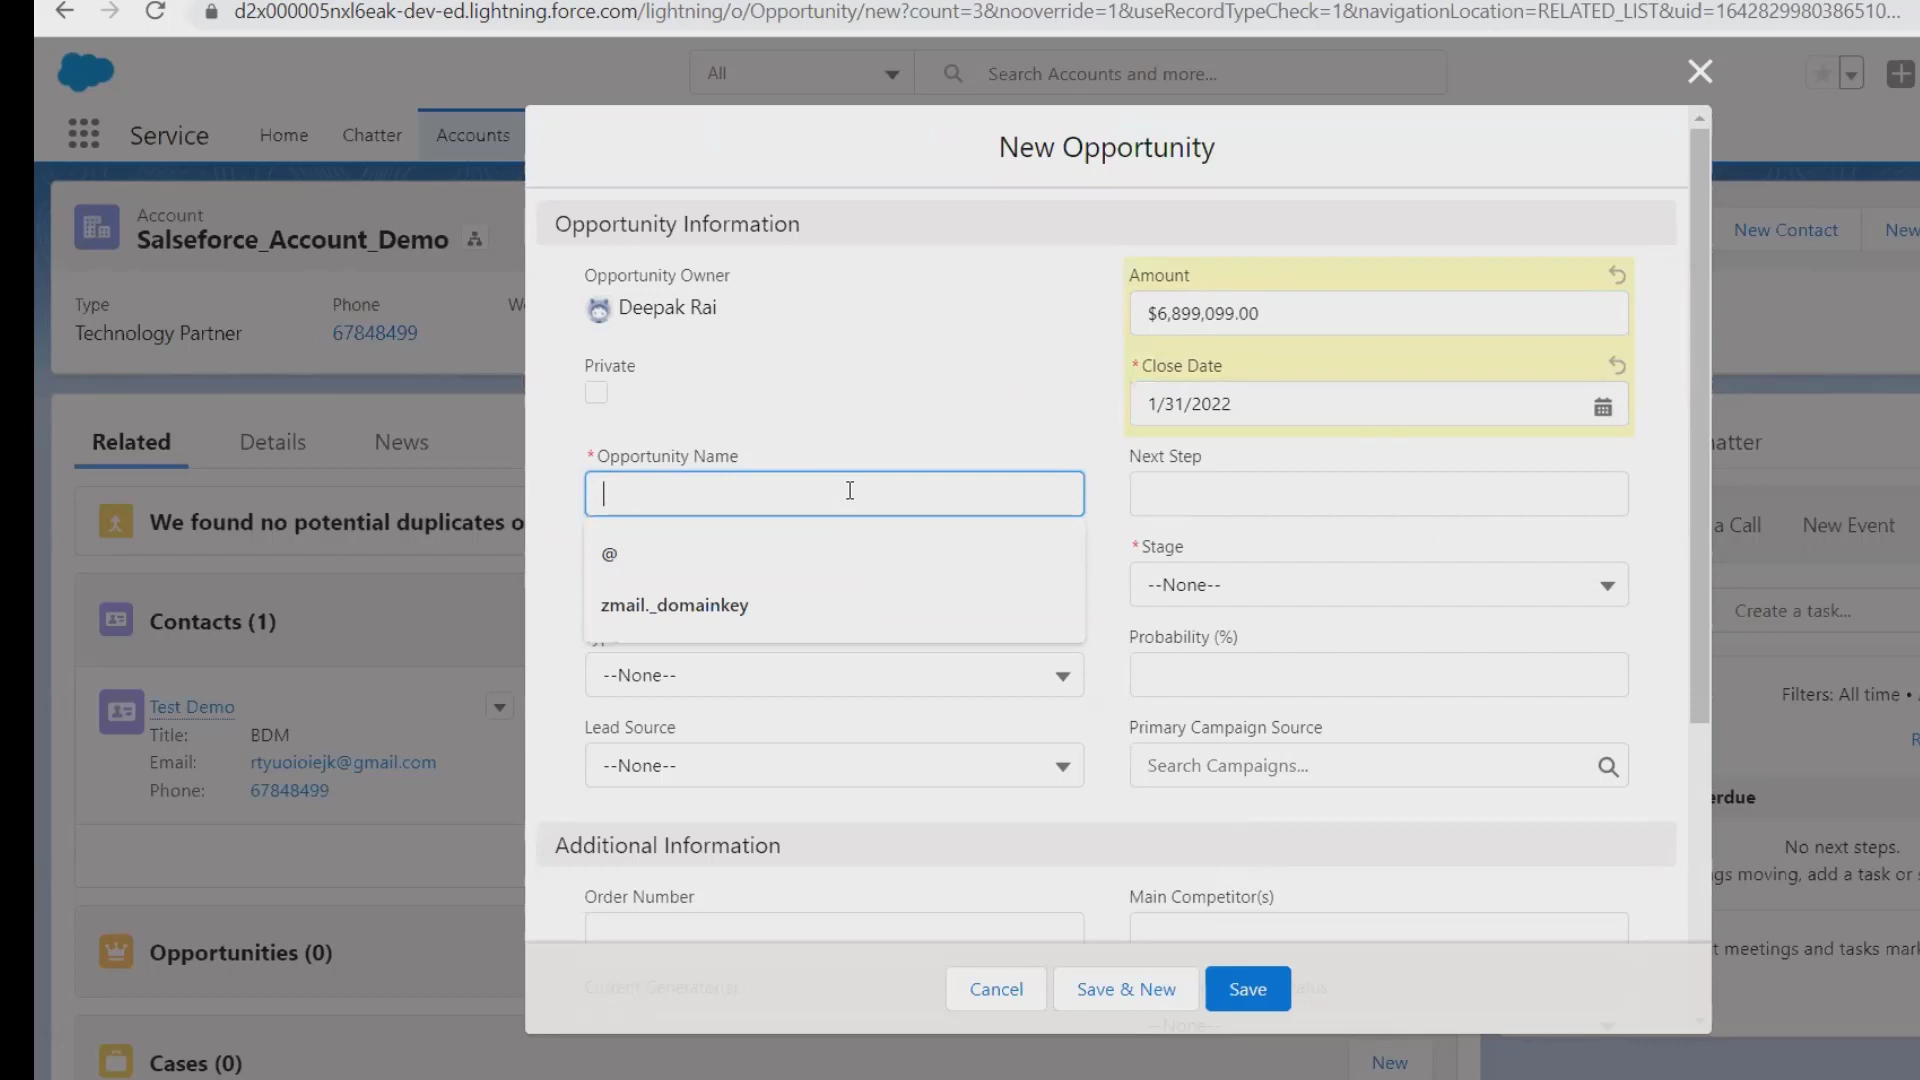 d2x000005nxl6eak-dev-ed.lightning.force.com/lightning/o/Opportunity/new?count=3&nooverride=1&useRecordTypeCheck=1&navigationLocation=RELATED_LIST&uid=1642829980386510...
All
Search Accounts and more...
Service
Home
Chatter
Accounts
New Opportunity
Account
Salseforce_Account_Demo
New Contact
New
Type
Phone
Technology Partner
67848499
Opportunity Information
Opportunity Owner
Deepak Rai
Amount
$6,899,099.00
Private
*Close Date
1/31/2022
Related
Details
News
*Opportunity Name
Next Step
We found no potential duplicates o
@
zmail._domainkey
*Stage
--None--
a Call
New Event
Contacts (1)
Create a task...
--None--
Probability (%)
Filters: All time •
Test Demo
Title:
BDM
Email:
rtyuoioiejk@gmail.com
Phone:
67848499
Lead Source
--None--
Primary Campaign Source
Search Campaigns...
erdue
No next steps.
gs moving, add a task or
Additional Information
Order Number
Main Competitor(s)
Opportunities (0)
t meetings and tasks mark
Current Generator(s)
Cancel
Save & New
Save
--None--
Cases (0)
New